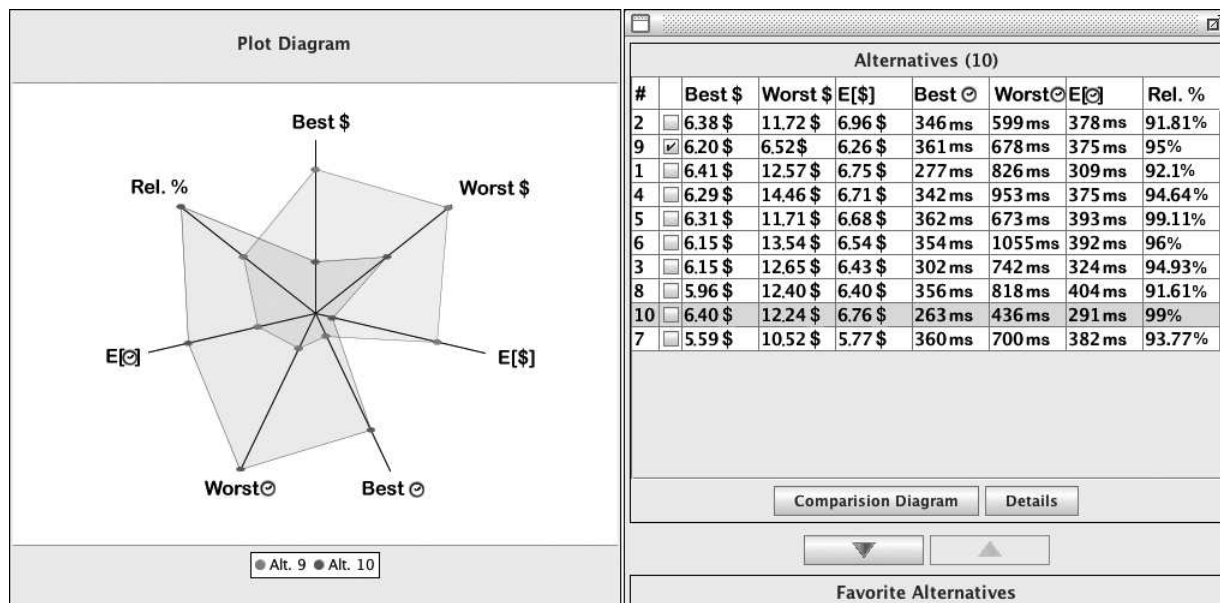 Plot Diagram
Best $
Rel. %
Worst $
E[🕐]
E[$]
Worst🕐
Best 🕐
Alt. 9 Alt. 10
Alternatives (10)
# Best $ Worst $ E[$] Best 🕐 Worst🕐 E[🕐] Rel. %
2 6.38 $ 11.72 $ 6.96 $ 346 ms 599 ms 378 ms 91.81%
9 6.20 $ 6.52$ 6.26 $ 361 ms 678 ms 375 ms 95%
1 6.41 $ 12.57 $ 6.75 $ 277 ms 826 ms 309 ms 92.1%
4 6.29 $ 14.46 $ 6.71 $ 342 ms 953 ms 375 ms 94.64%
5 6.31 $ 11.71 $ 6.68 $ 362 ms 673 ms 393 ms 99.11%
6 6.15 $ 13.54 $ 6.54 $ 354 ms 1055 ms 392 ms 96%
3 6.15 $ 12.65 $ 6.43 $ 302 ms 742 ms 324 ms 94.93%
8 5.96 $ 12.40 $ 6.40 $ 356 ms 818 ms 404 ms 91.61%
10 6.40 $ 12.24 $ 6.76 $ 263 ms 436 ms 291 ms 99%
7 5.59 $ 10.52 $ 5.77 $ 360 ms 700 ms 382 ms 93.77%
Comparision Diagram Details
Favorite Alternatives